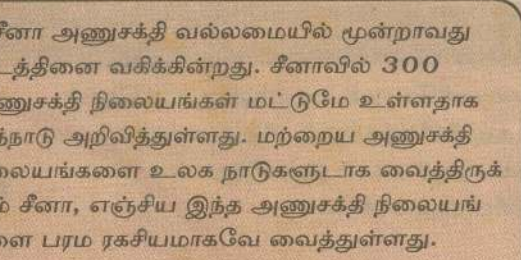 சீனா அணுசக்தி வல்லமையில் மூன்றாவது
டத்தினை வகிக்கின்றது. சீனாவில் 300
ணுசக்தி நிலையங்கள் மட்டுமே உள்ளதாக
ந்நாடு அறிவித்துள்ளது. மற்றைய அணுசக்தி
லையங்களை உலக நாடுகளுடாக வைத்திருக்
ம் சீனா, எஞ்சிய இந்த அணுசக்தி நிலையங்
ளை பரம ரகசியமாகவே வைத்துள்ளது.